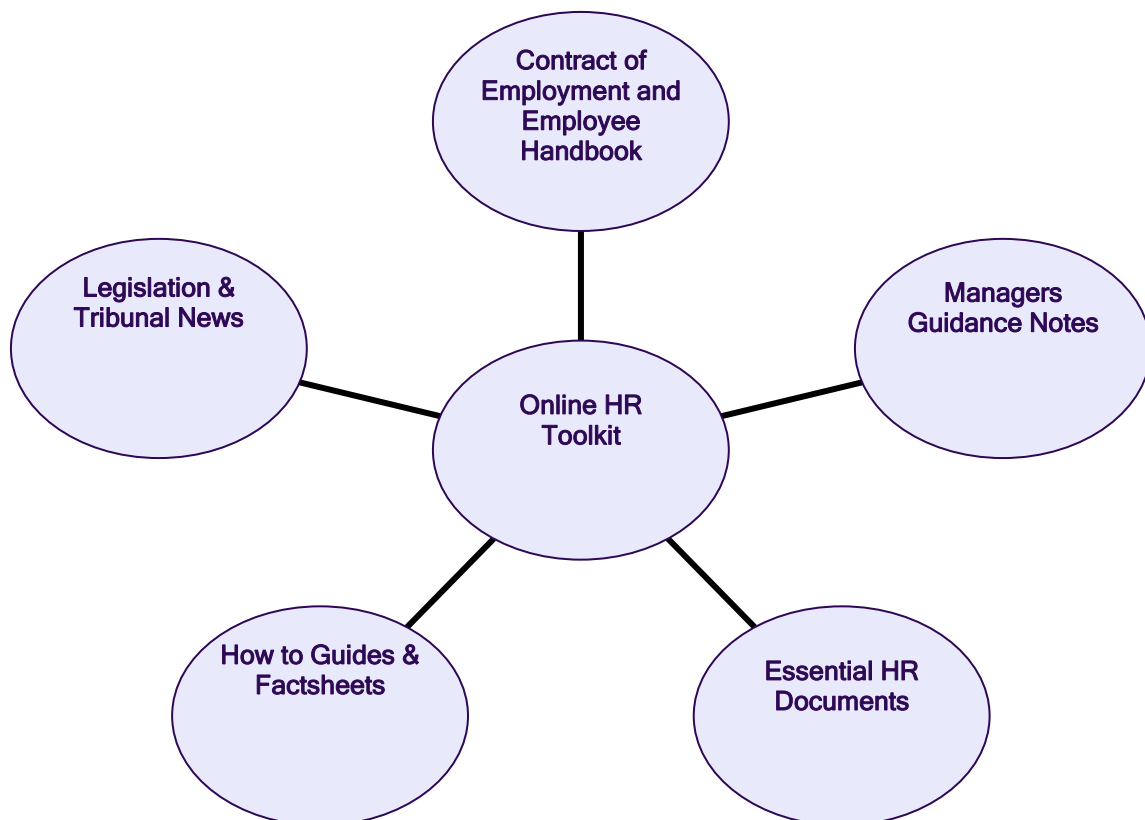 Contract of
Employment and
Employee
Handbook
Legislation &
Tribunal News
Managers
Guidance Notes
Online HR
Toolkit
How to Guides &
Factsheets
Essential HR
Documents